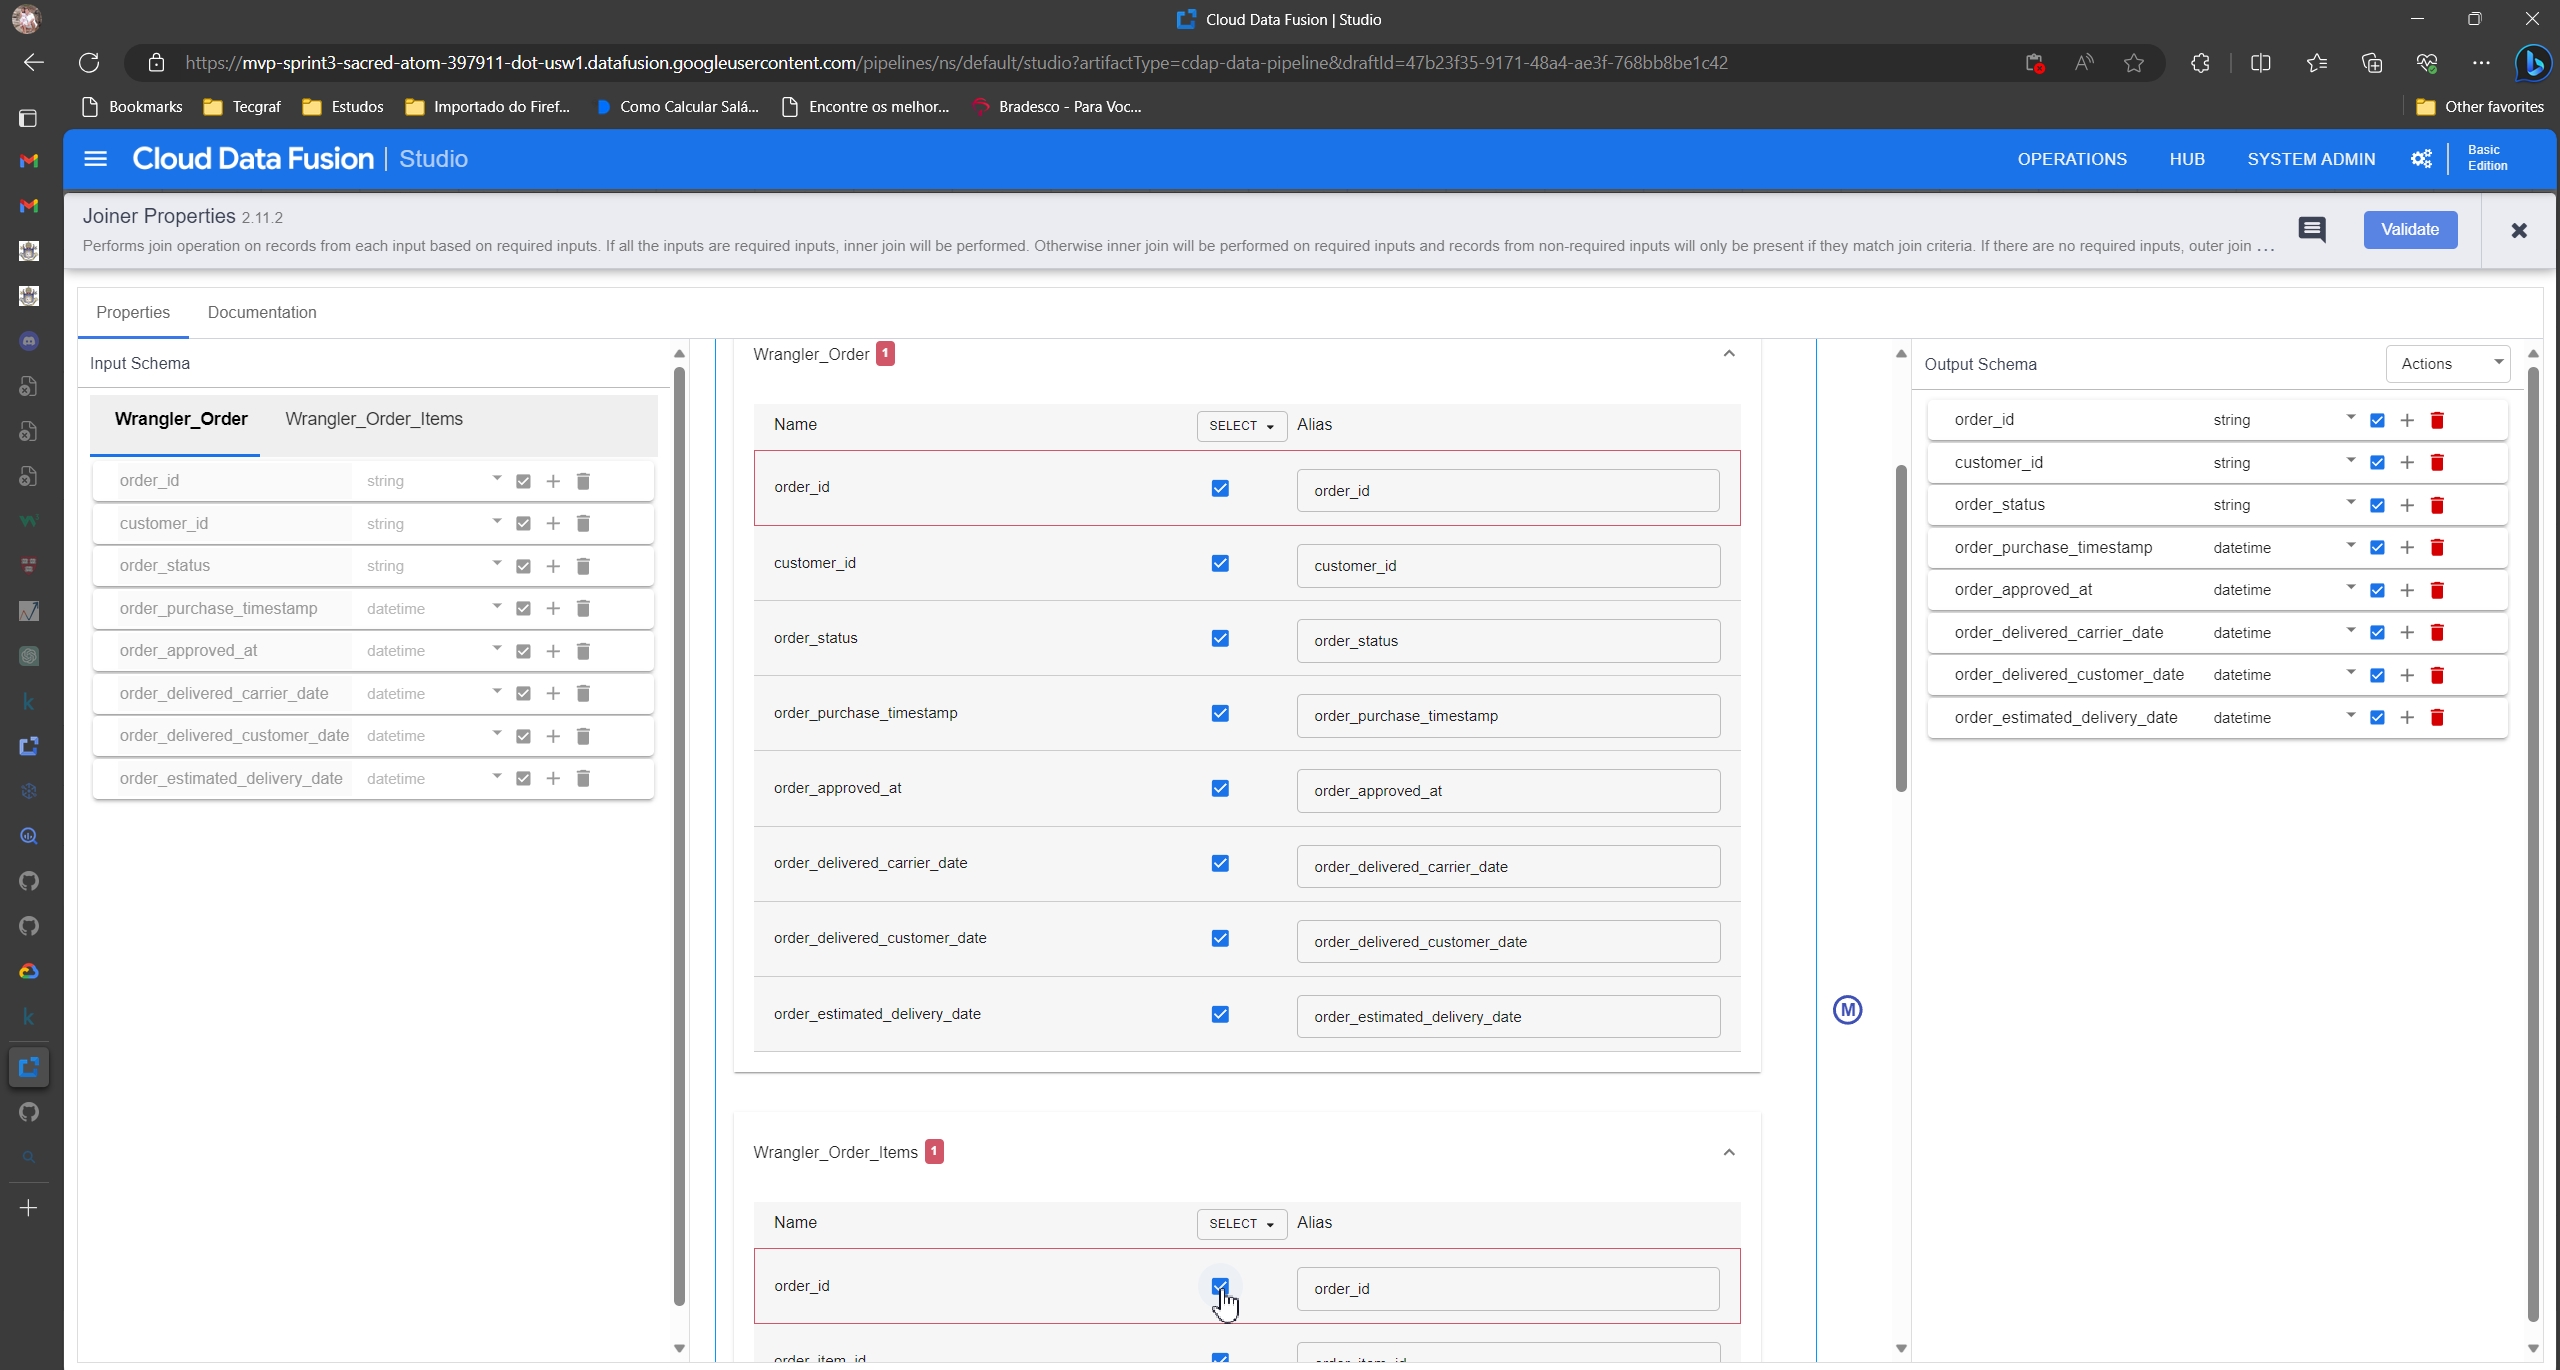 Cloud Data Fusion | Studio
https://mvp-sprint3-sacred-atom-397911-dot-usw1.datafusion.googleusercontent.com/pipelines/ns/default/studio?artifactType=cdap-data-pipeline&draftId=47b23f35-9171-48a4-ae3f-768bb8be1c42
Bookmarks Tecgraf Estudos Importado do Firef... Como Calcular Salá... Encontre os melhor... Bradesco - Para Voc... Other favorites
Cloud Data Fusion | Studio OPERATIONS HUB SYSTEM ADMIN Basic Edition
Joiner Properties 2.11.2
Performs join operation on records from each input based on required inputs. If all the inputs are required inputs, inner join will be performed. Otherwise inner join will be performed on required inputs and records from non-required inputs will only be present if they match join criteria. If there are no required inputs, outer join ...
Validate
Properties Documentation
Input Schema
Wrangler_Order Wrangler_Order_Items
order_id string
customer_id string
order_status string
order_purchase_timestamp datetime
order_approved_at datetime
order_delivered_carrier_date datetime
order_delivered_customer_date datetime
order_estimated_delivery_date datetime
Wrangler_Order 1
Name SELECT Alias
order_id order_id
customer_id customer_id
order_status order_status
order_purchase_timestamp order_purchase_timestamp
order_approved_at order_approved_at
order_delivered_carrier_date order_delivered_carrier_date
order_delivered_customer_date order_delivered_customer_date
order_estimated_delivery_date order_estimated_delivery_date
M
Wrangler_Order_Items 1
Name SELECT Alias
order_id order_id
order_item_id order_item_id
Output Schema Actions
order_id string
customer_id string
order_status string
order_purchase_timestamp datetime
order_approved_at datetime
order_delivered_carrier_date datetime
order_delivered_customer_date datetime
order_estimated_delivery_date datetime